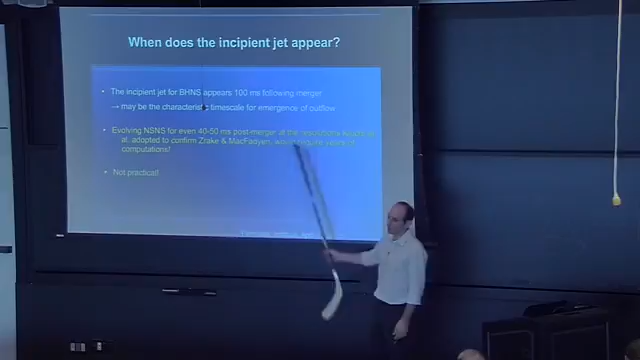 When does the incipient jet appear?
• The incipient jet for BHNS appears 100 ms following merger
→ may be the characteristic timescale for emergence of outflow
• Evolving NSNS for even 40-50 ms post-merger at the resolutions
al. adopted to confirm Zrake & MacFadyen, years of
computations!
• Not practical!